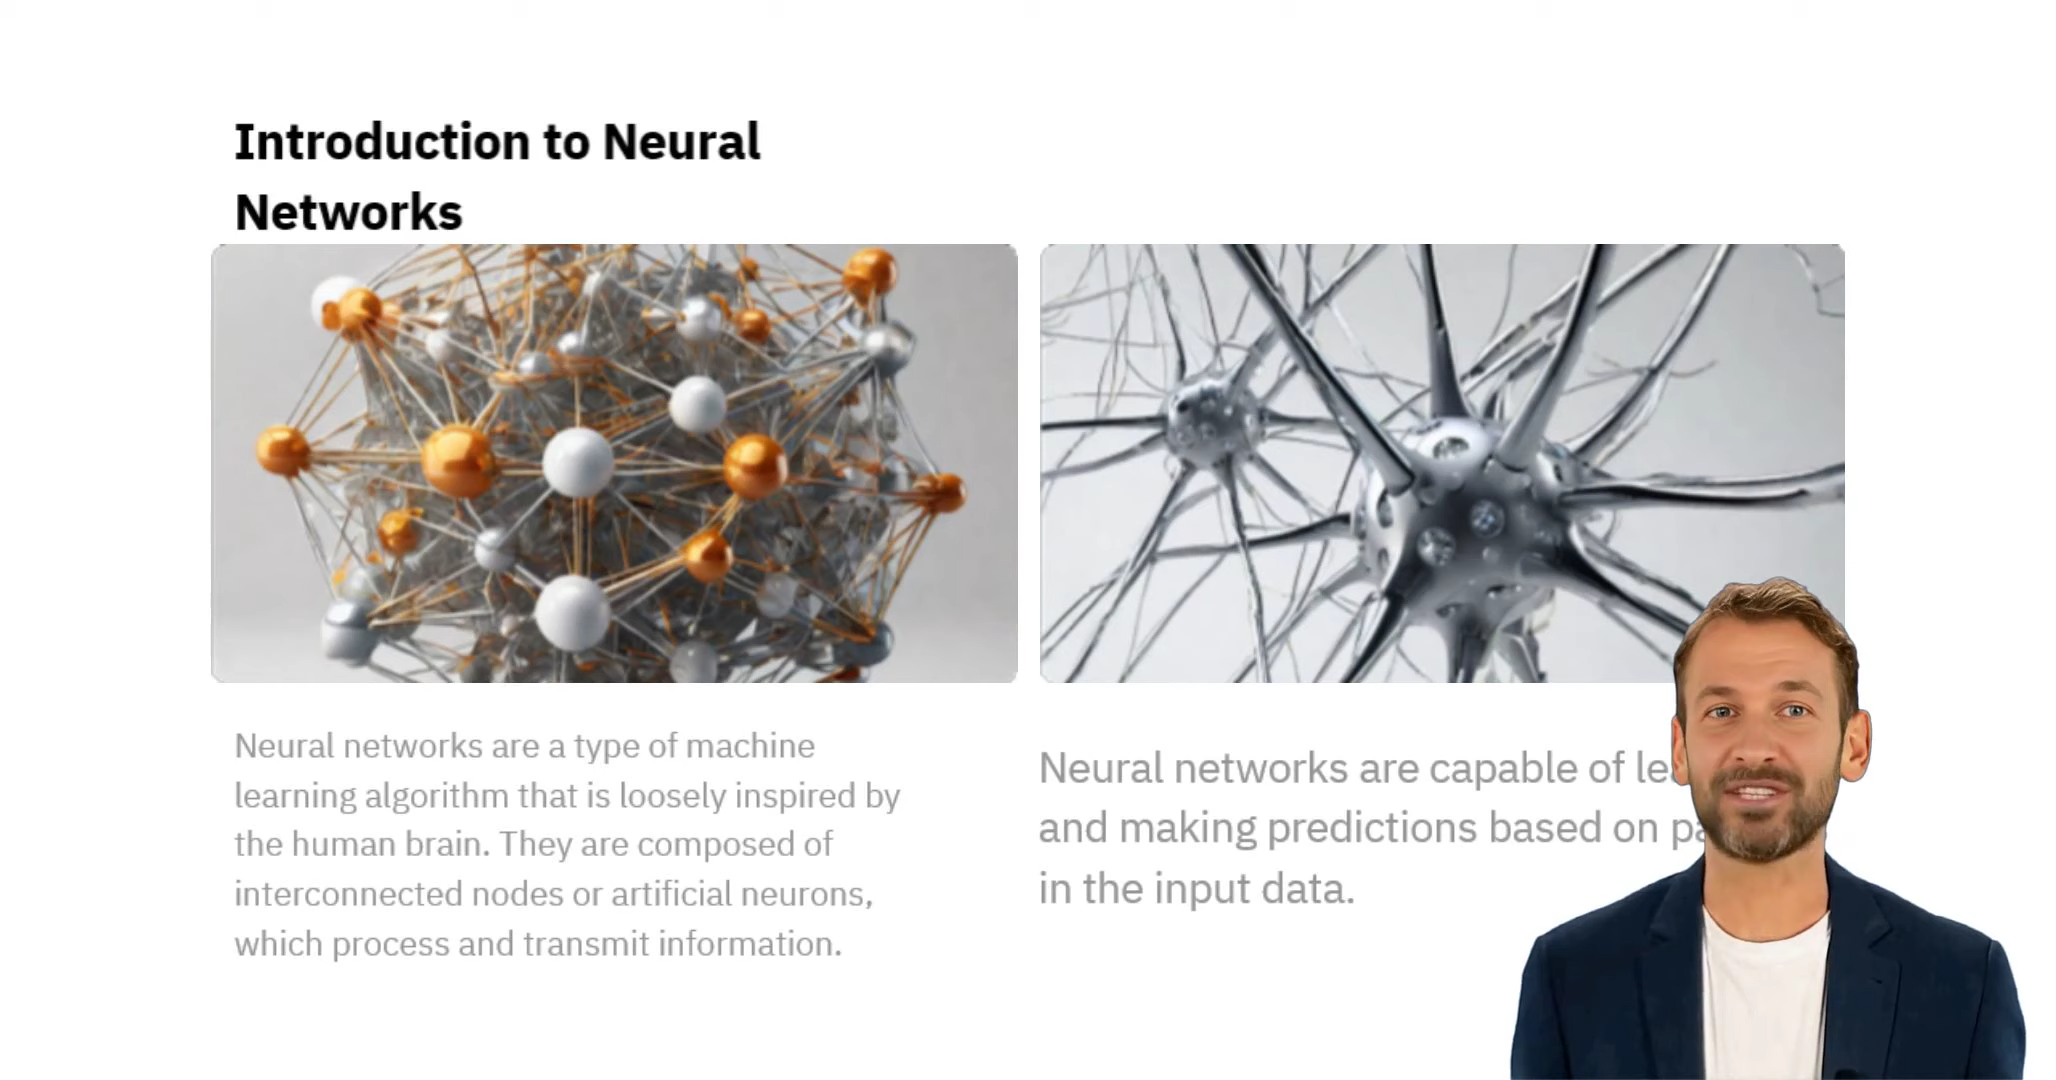 Introduction to Neural
Networks
Neural networks are a type of machine
learning algorithm that is loosely inspired by
the human brain. They are composed of
interconnected nodes or artificial neurons,
which process and transmit information.
Neural networks are capable of
and making predictions based on
in the input data.